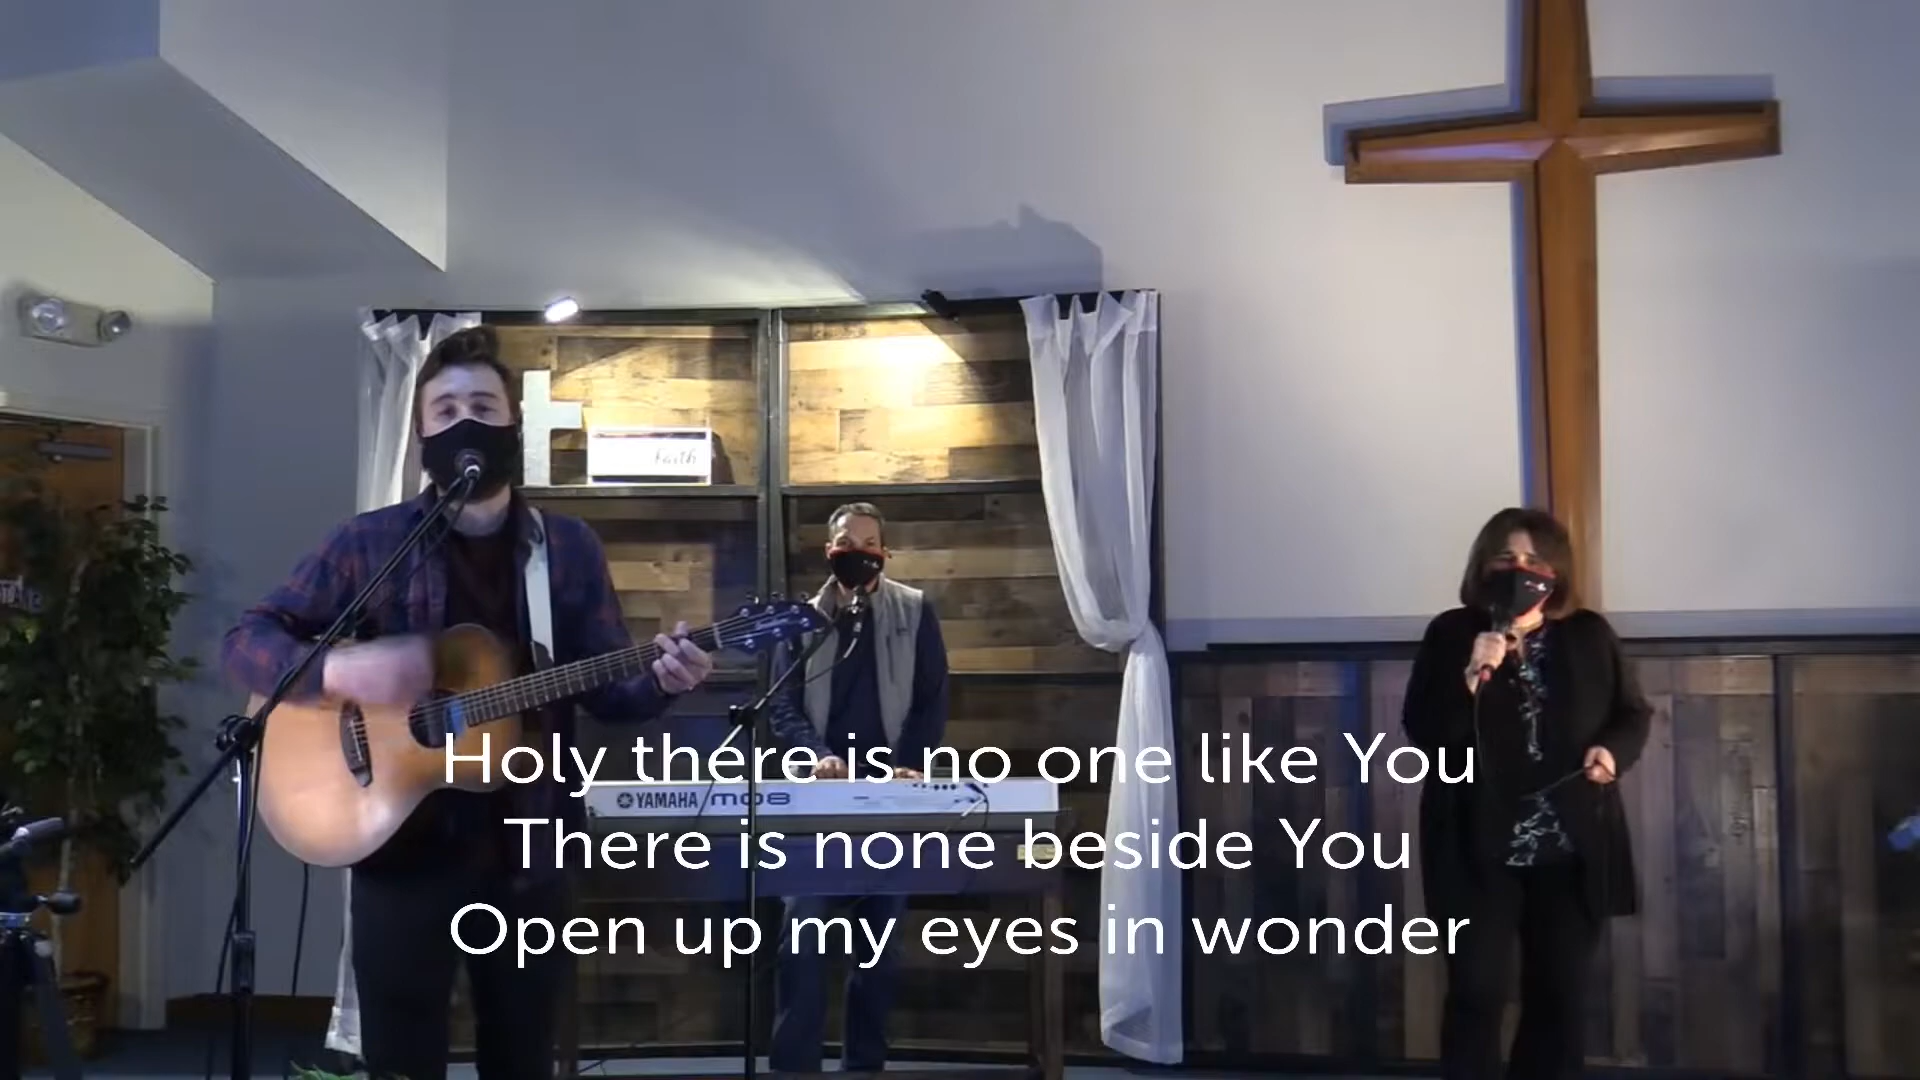 faith
YAMAHA mo8
Holy there is no one like You
There is none beside You
Open up my eyes in wonder